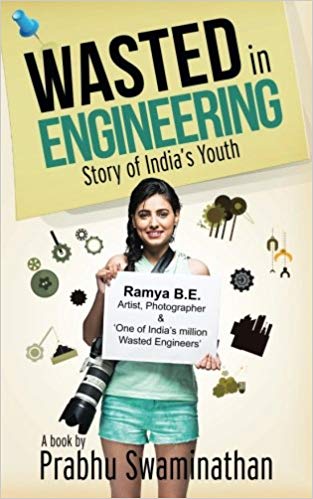 WASTED in
ENGINEERING
Story of India's Youth
Ramya B.E.
Artist, Photographer
&
'One of India's million
Wasted Engineers'
A book by
Prabhu Swaminathan